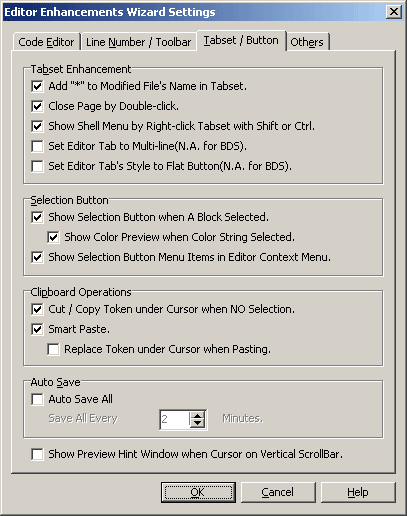 Editor Enhancements Wizard Settings
Code Editor Line Number / Toolbar Tabset / Button Others
Tabset Enhancement
Add "*" to Modified File's Name in Tabset.
Close Page by Double-click.
Show Shell Menu by Right-click Tabset with Shift or Ctrl.
Set Editor Tab to Multi-line(N.A. for BDS).
Set Editor Tab's Style to Flat Button(N.A. for BDS).
Selection Button
Show Selection Button when A Block Selected.
Show Color Preview when Color String Selected.
Show Selection Button Menu Items in Editor Context Menu.
Clipboard Operations
Cut / Copy Token under Cursor when NO Selection.
Smart Paste.
Replace Token under Cursor when Pasting.
Auto Save
Auto Save All
Save All Every 2 Minutes.
Show Preview Hint Window when Cursor on Vertical ScrollBar.
OK Cancel Help